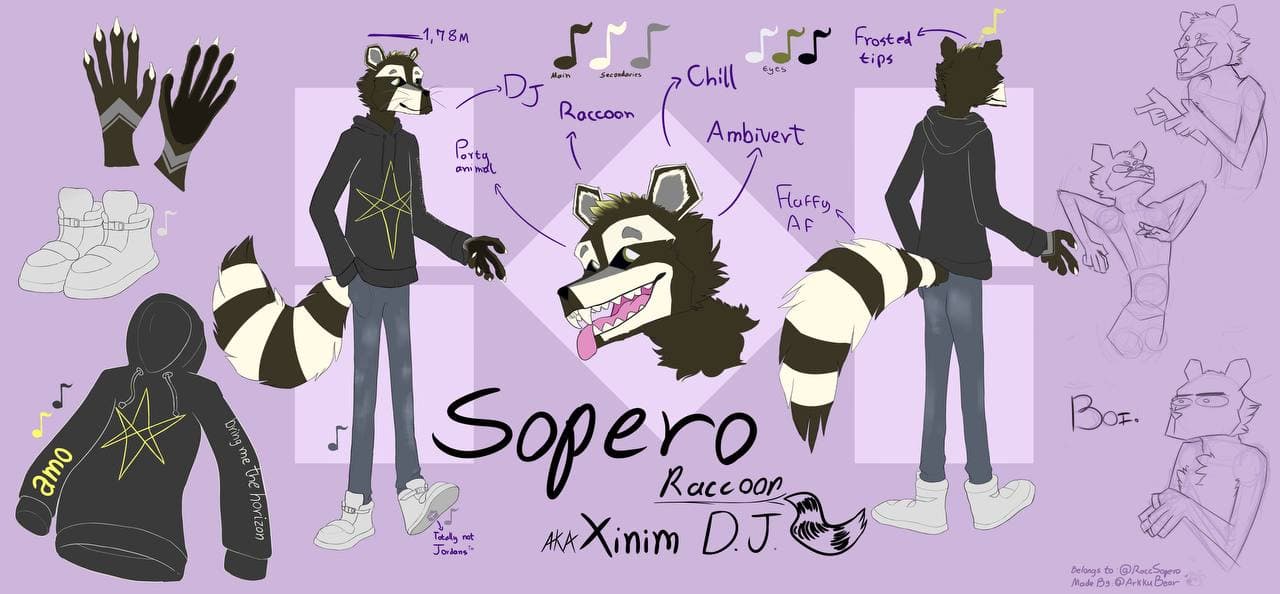 1,78M
DJ
Raccoon
Party
animal
Main
Secondaries
Chill
Ambivert
Eyes
Frosted
tips
Fluffy
AF
amo
bring me the horizon
Totally not
Jordans™
Sopero
Raccoon
AKA Xinim D.J.
Boi.
Belongs to: @RaccSopero
Made By: @ArkkuBear